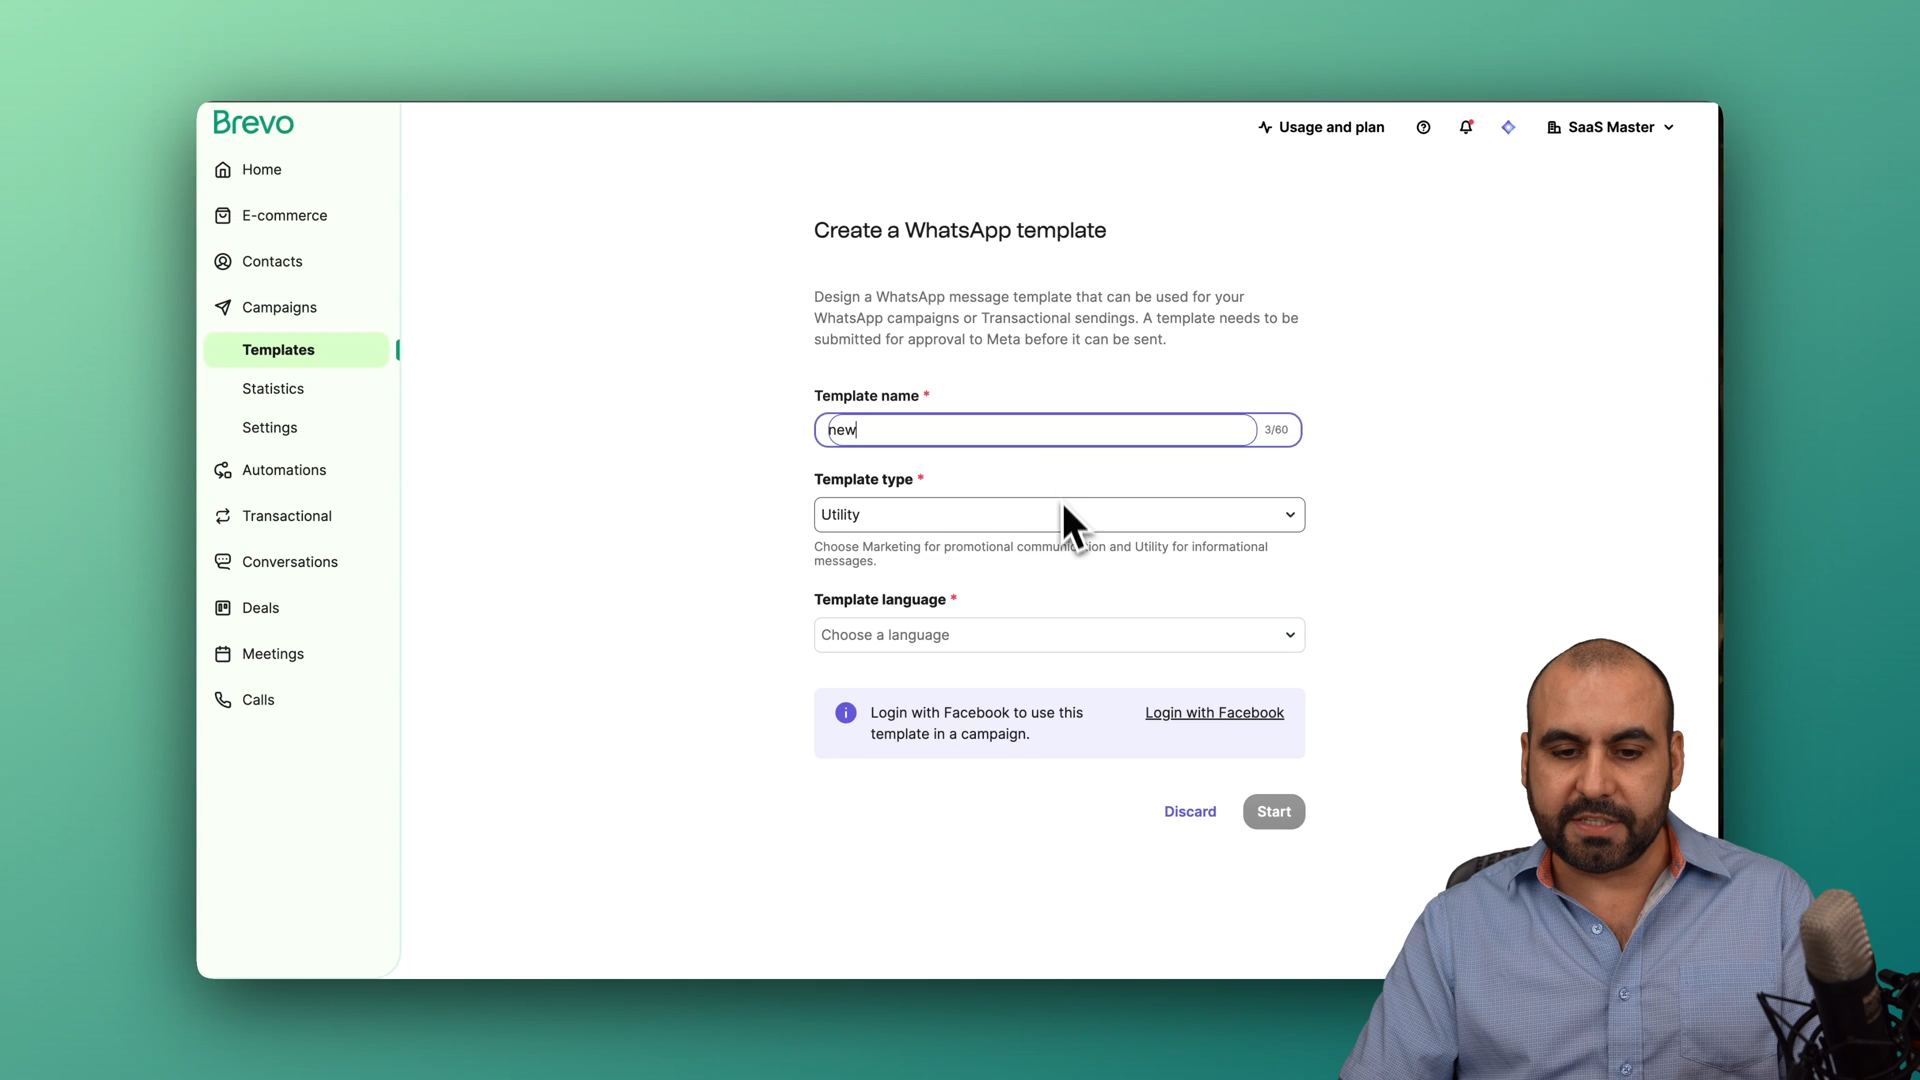 Brevo
Usage and plan
SaaS Master
Home
E-commerce
Contacts
Campaigns
Templates
Statistics
Settings
Automations
Transactional
Conversations
Deals
Meetings
Calls
Create a WhatsApp template
Design a WhatsApp message template that can be used for your
WhatsApp campaigns or Transactional sendings. A template needs to be
submitted for approval to Meta before it can be sent.
Template name *
new
3/60
Template type *
Utility
Choose Marketing for promotional communication and Utility for informational
messages.
Template language *
Choose a language
Login with Facebook to use this
template in a campaign.
Login with Facebook
Discard
Start